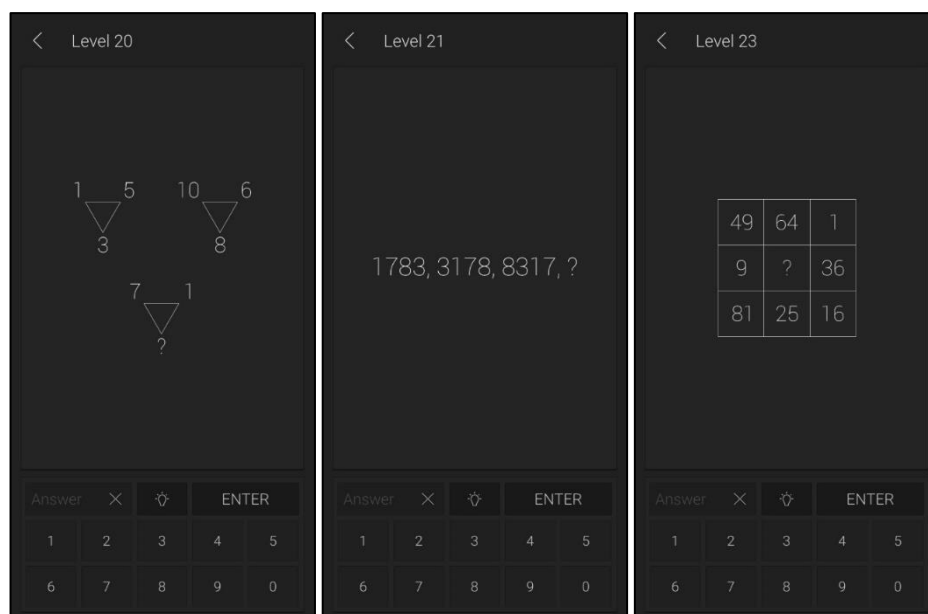 Level 20
1 5
3
10 6
8
7 1
?
Answer ENTER
1 2 3 4 5
6 7 8 9 0
Level 21
1783, 3178, 8317, ?
Answer ENTER
1 2 3 4 5
6 7 8 9 0
Level 23
49 64 1
9 ? 36
81 25 16
Answer ENTER
1 2 3 4 5
6 7 8 9 0